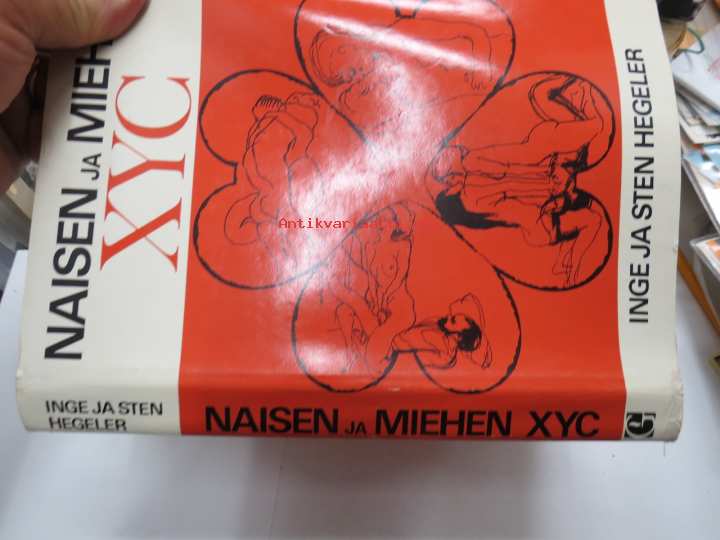 NAISEN JA MIEH
XYC
INGE JA STEN HEGELER
INGE JA STEN
HEGELER
NAISEN JA MIEHEN XYC
G